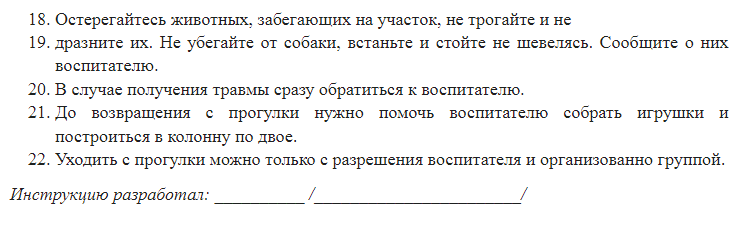 18. Остерегайтесь животных, забегающих на участок, не трогайте и не
19. дразните их. Не убегайте от собаки, встаньте и стойте не шевелясь. Сообщите о них
воспитателю.
20. В случае получения травмы сразу обратиться к воспитателю.
21. До возвращения с прогулки нужно помочь воспитателю собрать игрушки и
построиться в колонну по двое.
22. Уходить с прогулки можно только с разрешения воспитателя и организованно группой.
Инструкцию разработал: __________ /_______________________/